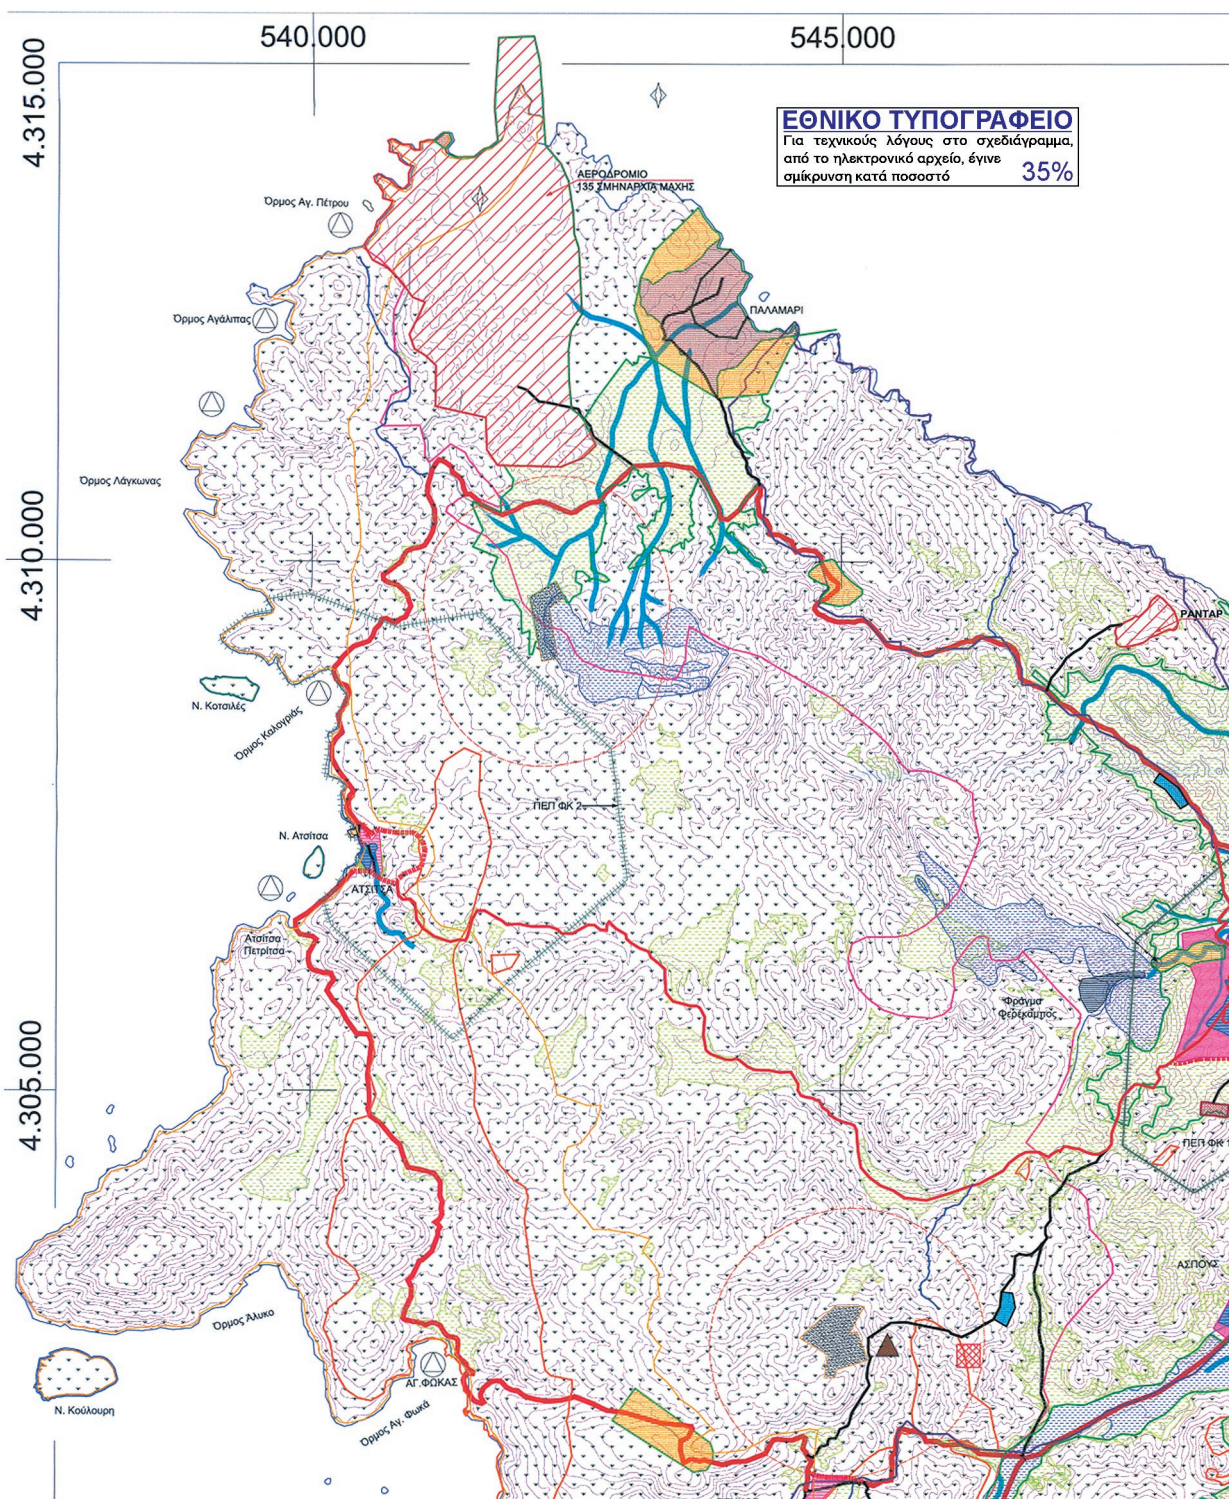 540.000
545.000
4.315.000
ΕΘΝΙΚΟ ΤΥΠΟΓΡΑΦΕΙΟ
Για τεχνικούς λόγους στο σχεδιάγραμμα,
από το ηλεκτρονικό αρχείο, έγινε
σμίκρυνση κατά ποσοστό 35%
ΑΕΡΟΔΡΟΜΙΟ
135 ΣΜΗΝΑΡΧΙΑ ΜΑΧΗΣ
Όρμος Αγ. Πέτρου
ΠΑΛΑΜΑΡΙ
Όρμος Αγάλιπας
Όρμος Λάγκωνας
4.310.000
ΡΑΝΤΑΡ
Ν. Κοτσιλές
Όρμος Καλογριάς
ΠΕΠ ΦΚ 2
Ν. Ατσίτσα
ΑΤΣΙΤΣΑ
Ατσίτσα -
Πετρίτσα
Φράγμα
Φερέκαμπος
4.305.000
ΠΕΠ ΦΚ
ΑΣΠΟΥΣ
Όρμος Άλυκο
ΑΓ.ΦΩΚΑΣ
Ν. Κούλουρη
Όρμος Αγ. Φωκά